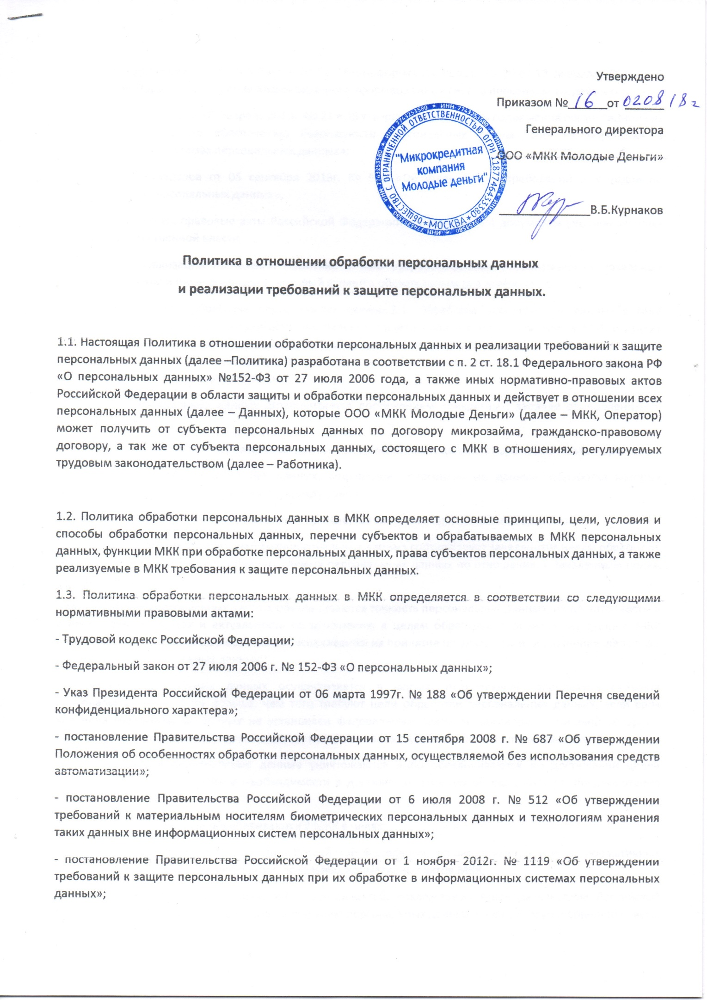 Утверждено
Приказом № 16 от 020818г
Генерального директора
ООО «МКК Молодые Деньги»
В.Б.Курнаков
ОБЩЕСТВО С ОГРАНИЧЕННОЙ ОТВЕТСТВЕННОСТЬЮ ОГРН 1187746433380 * МОСКВА *
ИНН 7743253580 * ИНН 7743253580 * ИНН 7743253580 * ИНН 7743253580 * ИНН 7743253580 * ИНН 7743253580 *
"Микрокредитная
компания
Молодые деньги"
Политика в отношении обработки персональных данных
и реализации требований к защите персональных данных.
1.1. Настоящая Политика в отношении обработки персональных данных и реализации требований к защите
персональных данных (далее –Политика) разработана в соответствии с п. 2 ст. 18.1 Федерального закона РФ
«О персональных данных» №152-ФЗ от 27 июля 2006 года, а также иных нормативно-правовых актов
Российской Федерации в области защиты и обработки персональных данных и действует в отношении всех
персональных данных (далее – Данных), которые ООО «МКК Молодые Деньги» (далее – МКК, Оператор)
может получить от субъекта персональных данных по договору микрозайма, гражданско-правовому
договору, а так же от субъекта персональных данных, состоящего с МКК в отношениях, регулируемых
трудовым законодательством (далее – Работника).
1.2. Политика обработки персональных данных в МКК определяет основные принципы, цели, условия и
способы обработки персональных данных, перечни субъектов и обрабатываемых в МКК персональных
данных, функции МКК при обработке персональных данных, права субъектов персональных данных, а также
реализуемые в МКК требования к защите персональных данных.
1.3. Политика обработки персональных данных в МКК определяется в соответствии со следующими
нормативными правовыми актами:
- Трудовой кодекс Российской Федерации;
- Федеральный закон от 27 июля 2006 г. № 152-ФЗ «О персональных данных»;
- Указ Президента Российской Федерации от 06 марта 1997г. № 188 «Об утверждении Перечня сведений
конфиденциального характера»;
- постановление Правительства Российской Федерации от 15 сентября 2008 г. № 687 «Об утверждении
Положения об особенностях обработки персональных данных, осуществляемой без использования средств
автоматизации»;
- постановление Правительства Российской Федерации от 6 июля 2008 г. № 512 «Об утверждении
требований к материальным носителям биометрических персональных данных и технологиям хранения
таких данных вне информационных систем персональных данных»;
- постановление Правительства Российской Федерации от 1 ноября 2012г. № 1119 «Об утверждении
требований к защите персональных данных при их обработке в информационных системах персональных
данных»;